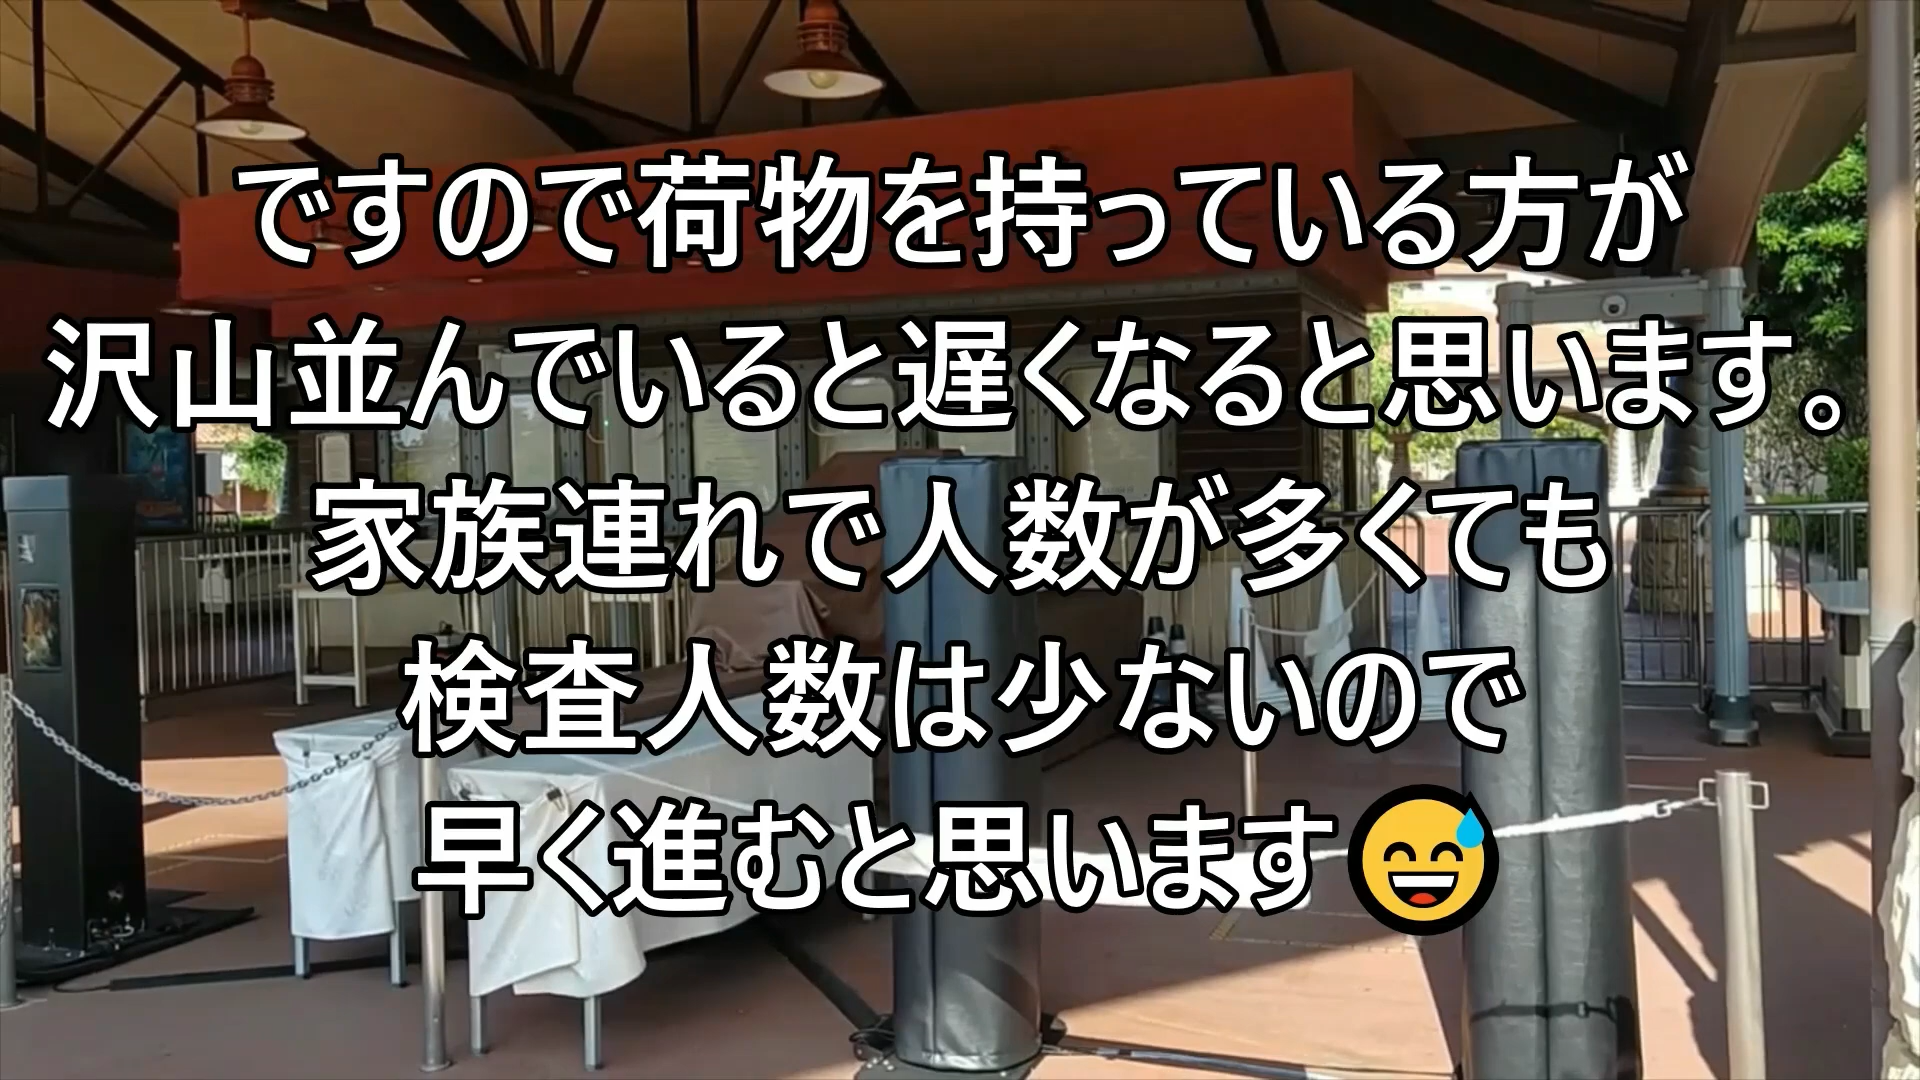 ですので荷物を持っている方が
沢山並んでいると遅くなると思います。
家族連れで人数が多くても
検査人数は少ないので
早く進むと思います😅